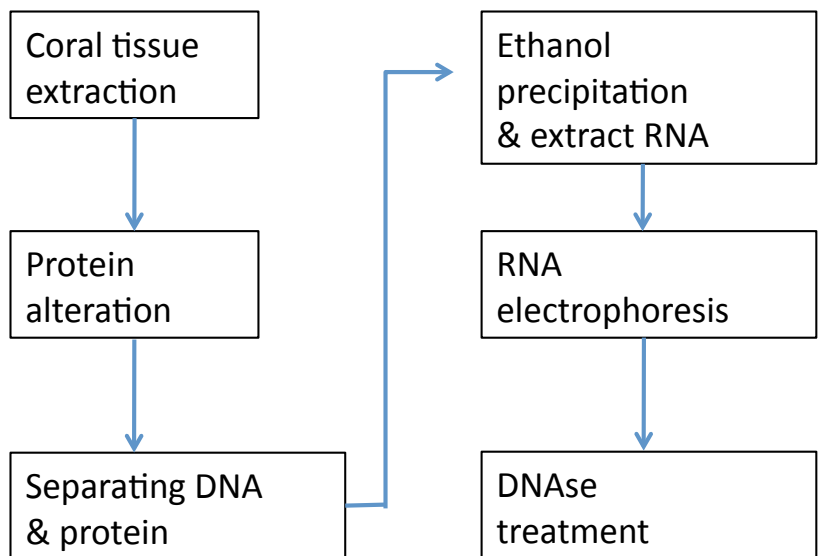 Coral tissue
extraction
Protein
alteration
Separating DNA
& protein
Ethanol
precipitation
& extract RNA
RNA
electrophoresis
DNAse
treatment